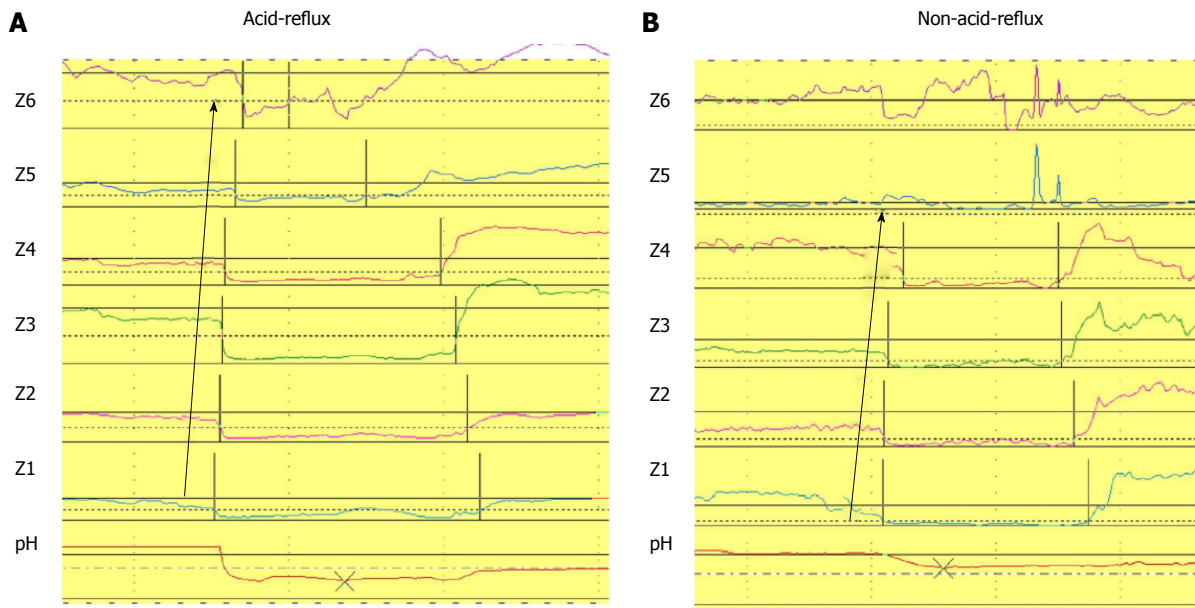 A
Acid-reflux
Z6
Z5
Z4
Z3
Z2
Z1
pH
B
Non-acid-reflux
Z6
Z5
Z4
Z3
Z2
Z1
pH